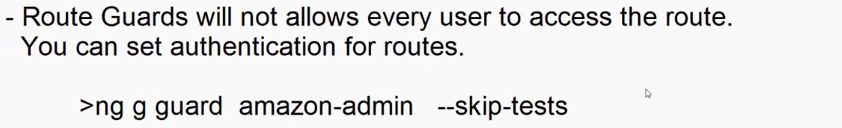 - Route Guards will not allows every user to access the route.
You can set authentication for routes.
>ng g guard amazon-admin --skip-tests